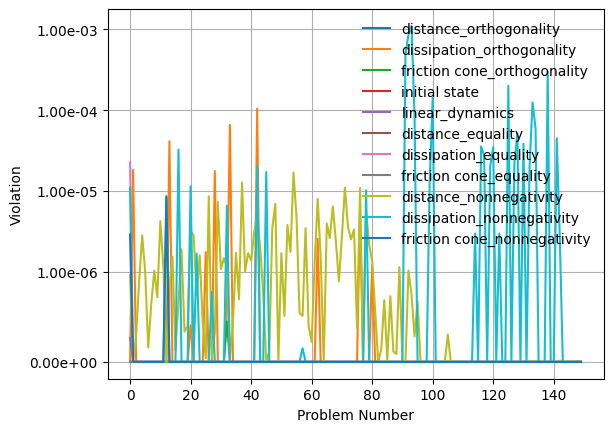 1.00e-03
1.00e-04
1.00e-05
1.00e-06
0.00e+00
Violation
distance_orthogonality
dissipation_orthogonality
friction cone_orthogonality
initial state
linear_dynamics
distance_equality
dissipation_equality
friction cone_equality
distance_nonnegativity
dissipation_nonnegativity
friction cone_nonnegativity
0 20 40 60 80 100 120 140
Problem Number